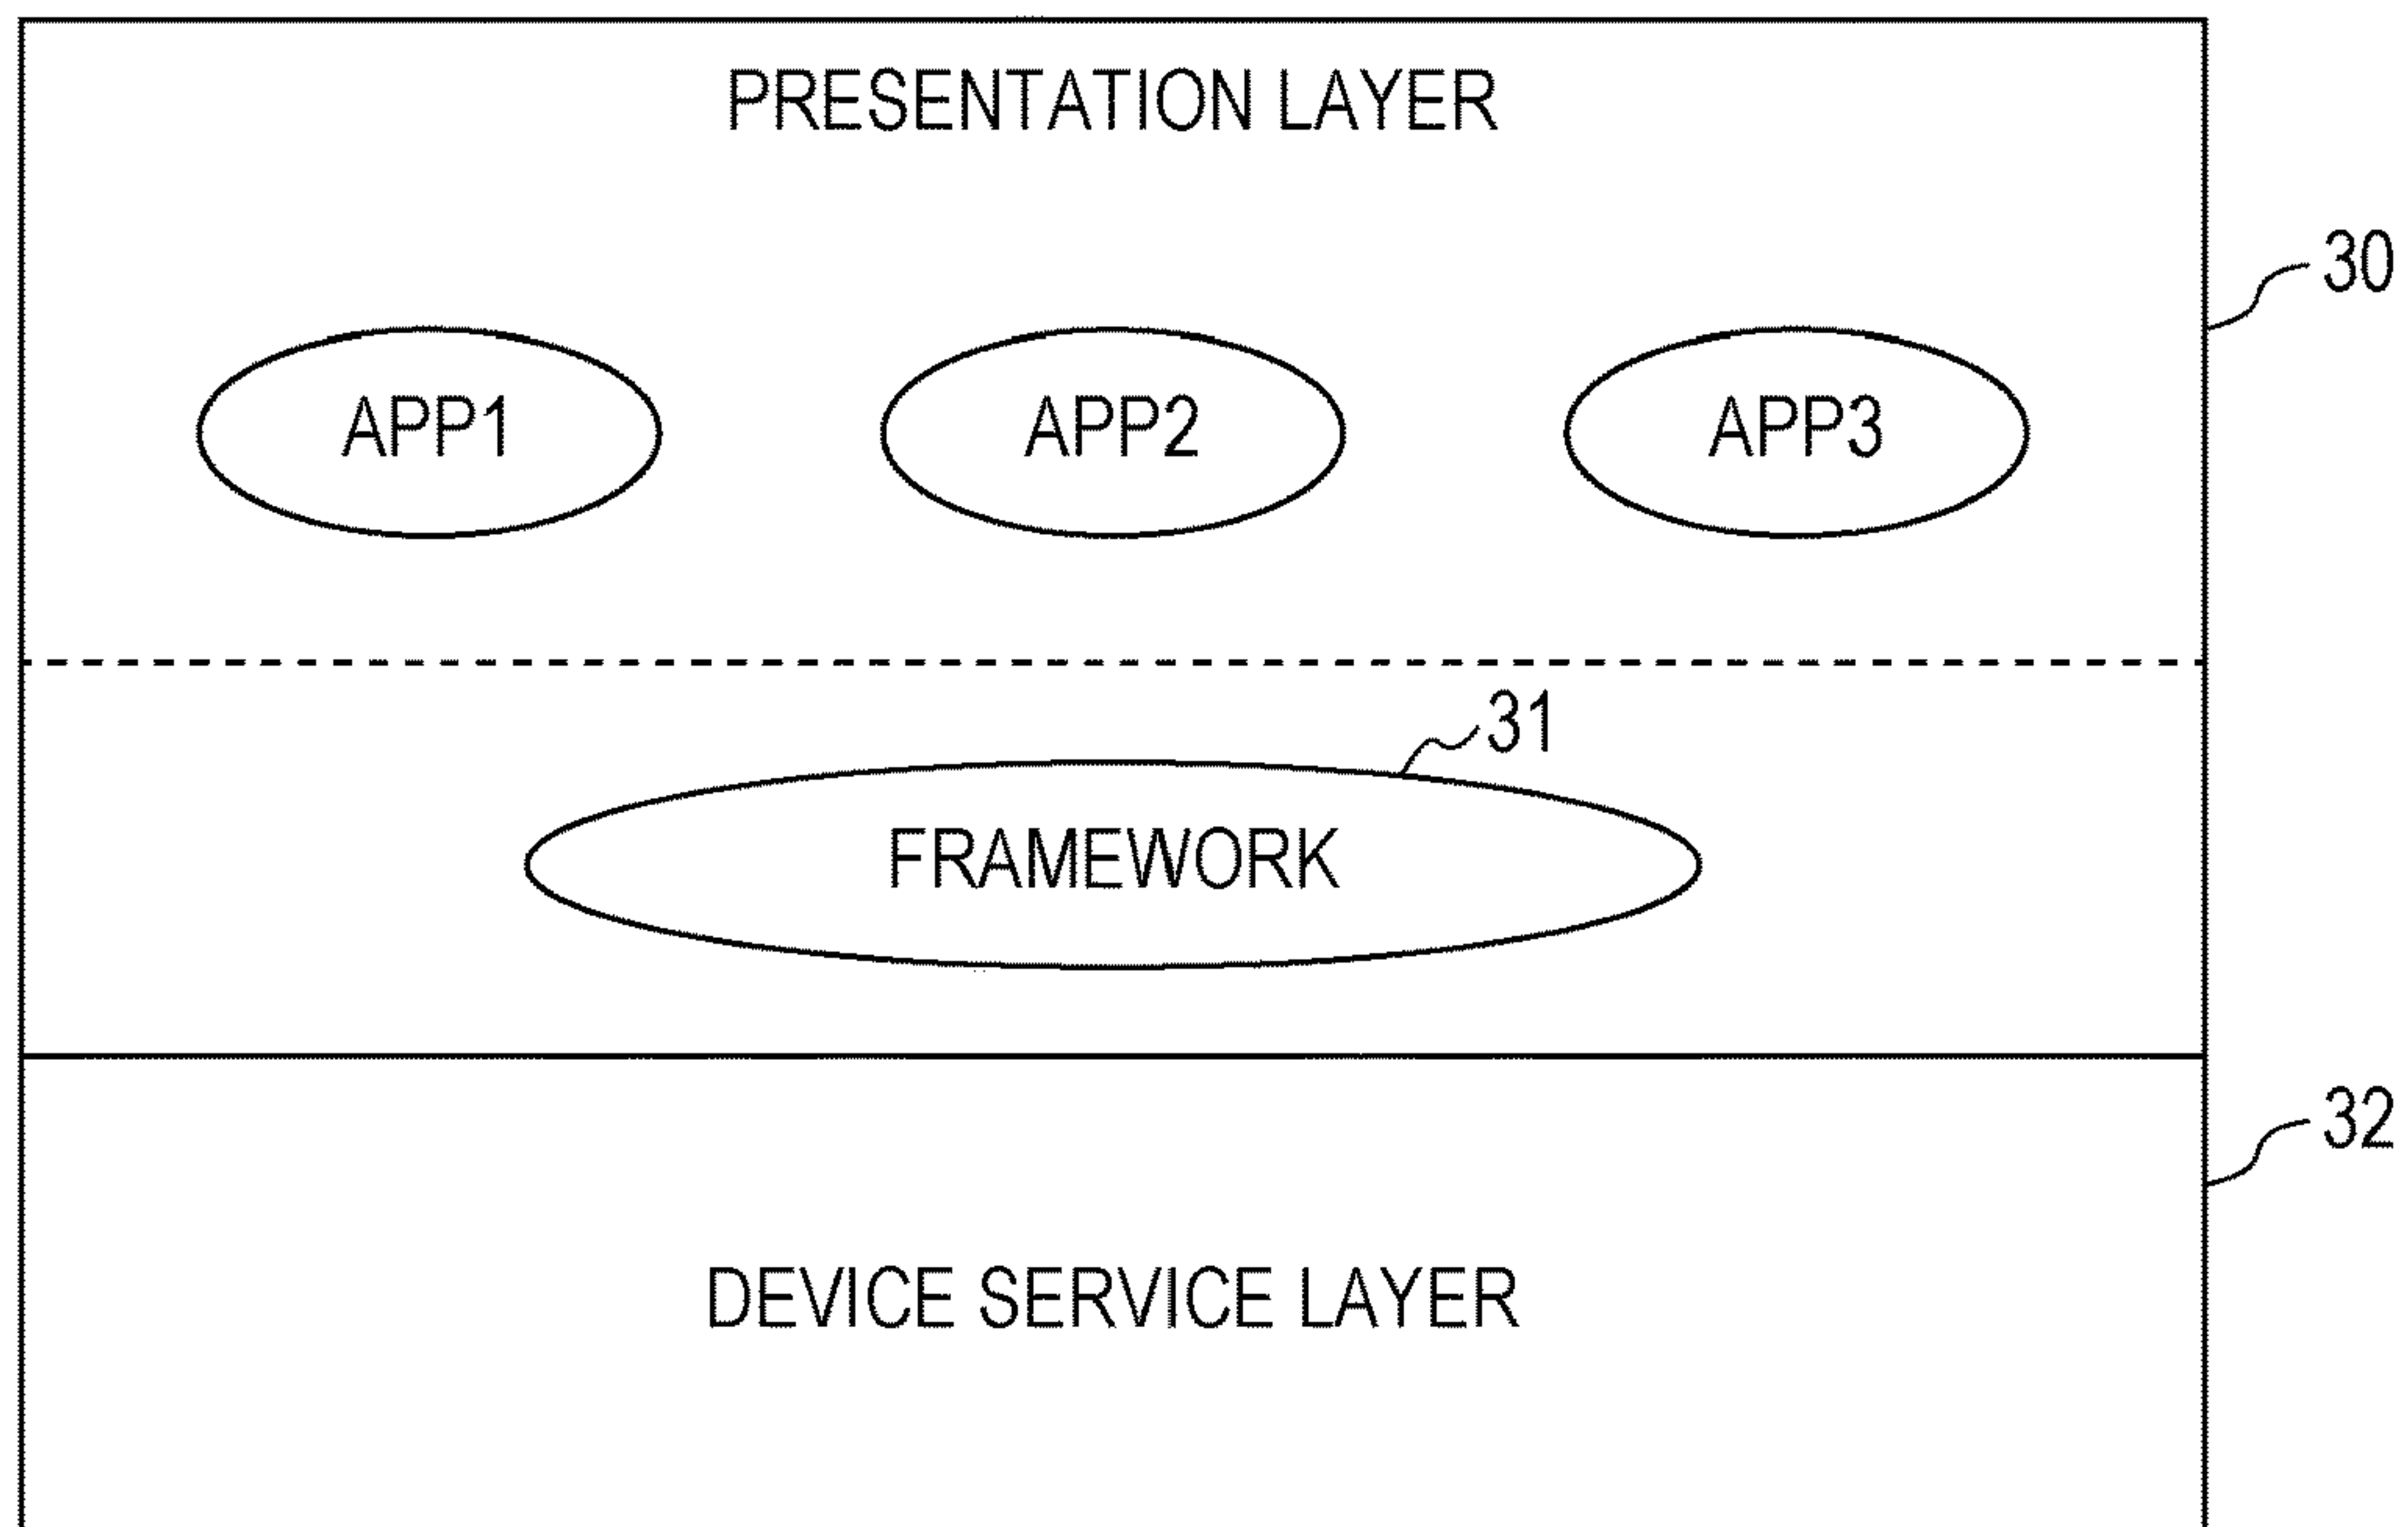 PRESENTATION LAYER
30
APP1
APP2
APP3
31
FRAMEWORK
32
DEVICE SERVICE LAYER